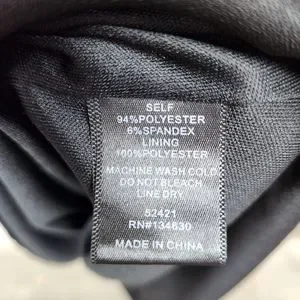 SELF
94%POLYESTER
6%SPANDEX
LINING
100%POLYESTER
MACHINE WASH COLD
DO NOT BLEACH
LINE DRY
52421
RN#134630
MADE IN CHINA